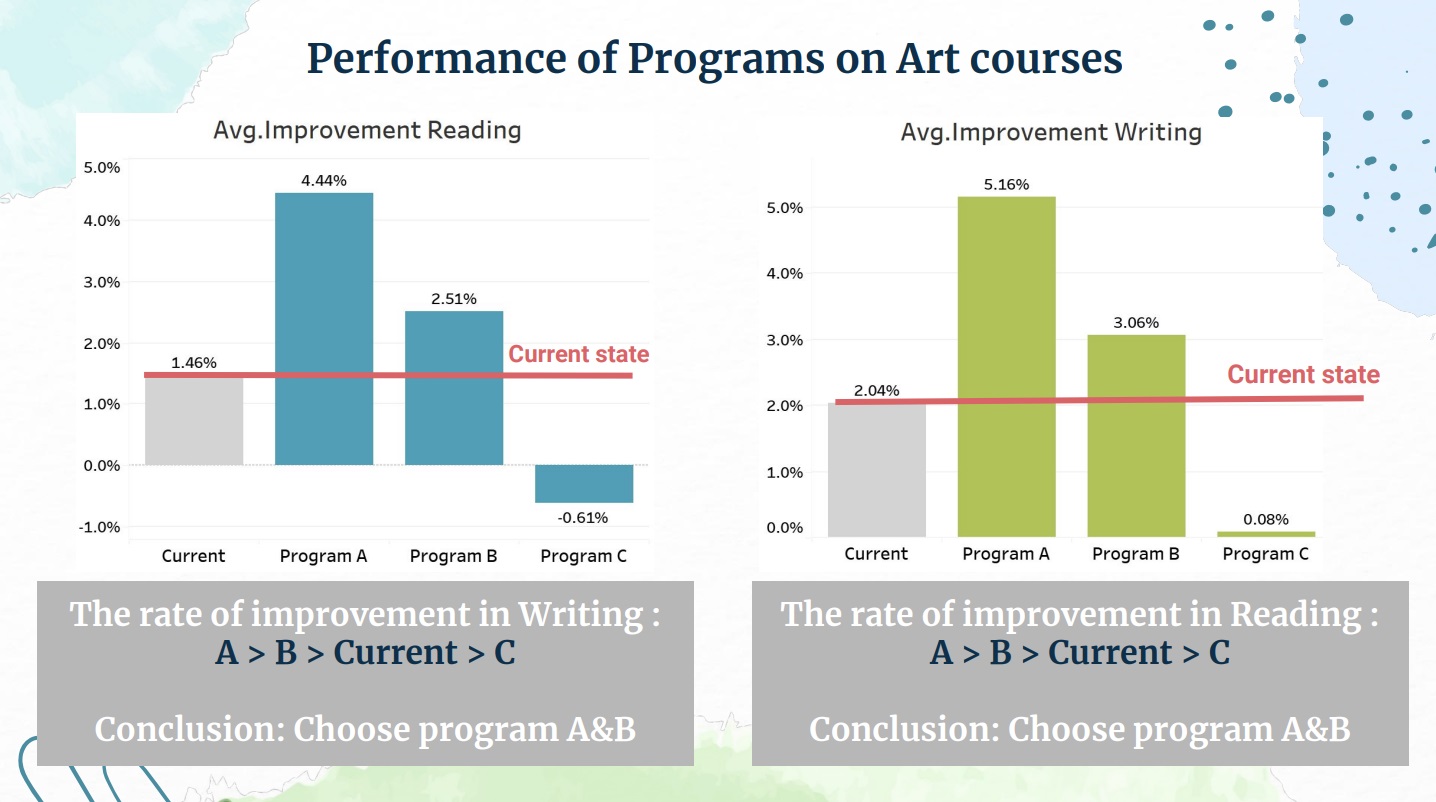 Performance of Programs on Art courses
Avg.Improvement Reading
5.0%
4.0%
3.0%
2.0%
1.0%
0.0%
-1.0%
1.46%
4.44%
2.51%
-0.61%
Current state
Current
Program A
Program B
Program C
Avg.Improvement Writing
5.0%
4.0%
3.0%
2.0%
1.0%
0.0%
2.04%
5.16%
3.06%
0.08%
Current state
Current
Program A
Program B
Program C
The rate of improvement in Writing :
A > B > Current > C
Conclusion: Choose program A&B
The rate of improvement in Reading :
A > B > Current > C
Conclusion: Choose program A&B